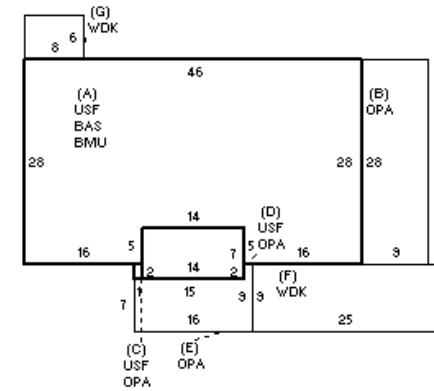 (G)
6 WDK
8
46
(A)
USF
BAS
BMU
(B)
OPA
28
28 28
14
(D)
USF
OPA
16
5
7
5
16
9
2
14
2
(F)
WDK
1
15
9 9
7
16
25
(C)
USF
OPA
(E)
OPA